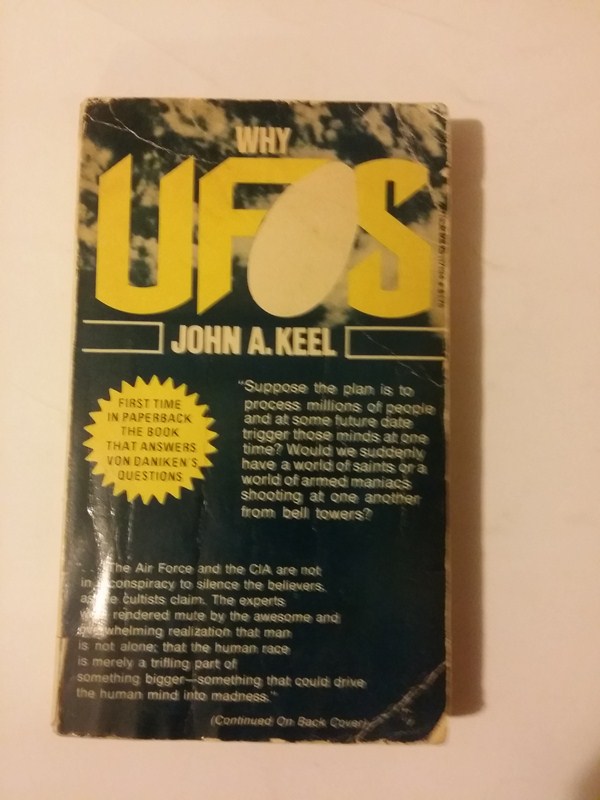 WHY
UFOS
JOHN A. KEEL
FIRST TIME
IN PAPERBACK
THE BOOK
THAT ANSWERS
VON DANIKEN'S
QUESTIONS
"Suppose the plan is to
process millions of people
and at some future date
trigger those minds at one
time? Would we suddenly
have a world of saints or a
world of armed maniacs
shooting at one another
from bell towers?
The Air Force and the CIA are not
in conspiracy to silence the believers,
as cultists claim. The experts
rendered mute by the awesome and
overwhelming realization that man
is not alone; that the human race
is merely a trifling part of
something bigger—something that could drive
the human mind into madness."
(Continued On Back Cover)